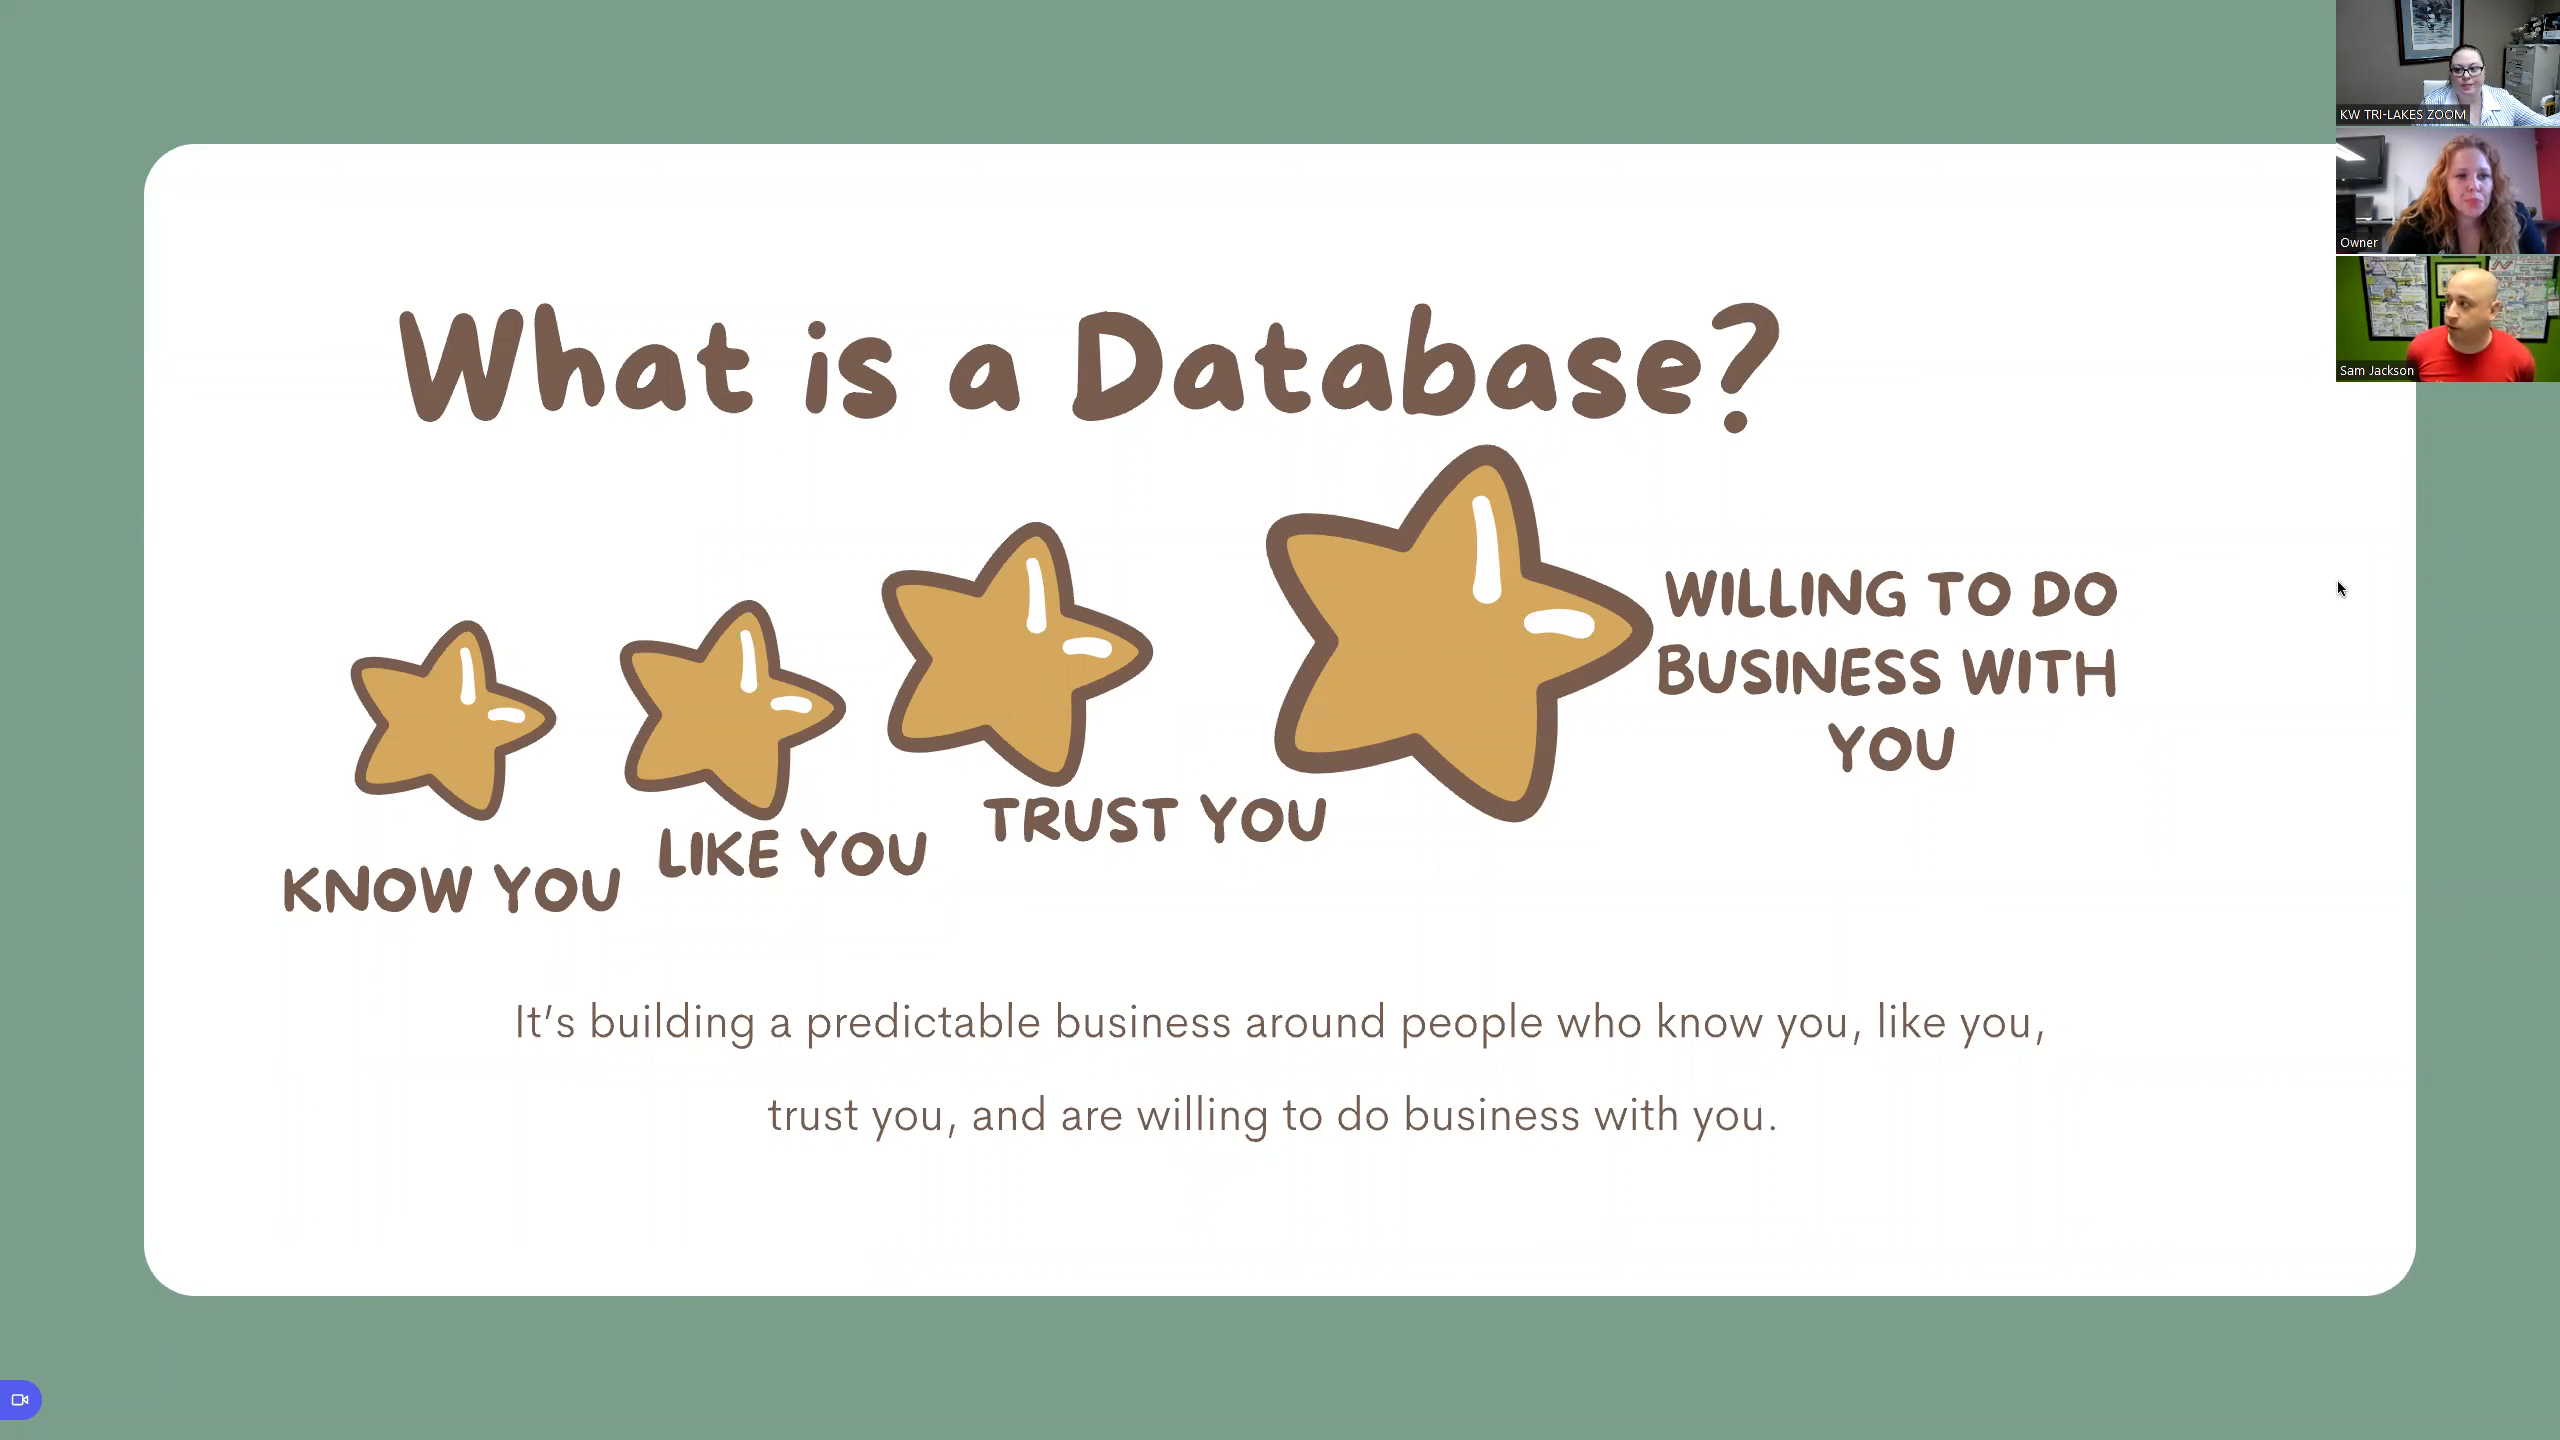 What is a Database?
KNOW YOU
LIKE YOU
TRUST YOU
WILLING TO DO
BUSINESS WITH
YOU
It's building a predictable business around people who know you, like you,
trust you, and are willing to do business with you.
KW TRI-LAKES ZOOM
Owner
Sam Jackson